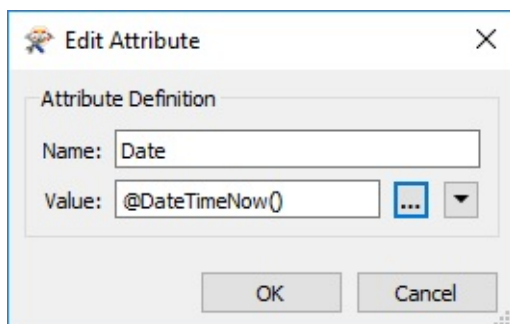 Edit Attribute
Attribute Definition
Name: Date
Value: @DateTimeNow() ...
OK Cancel